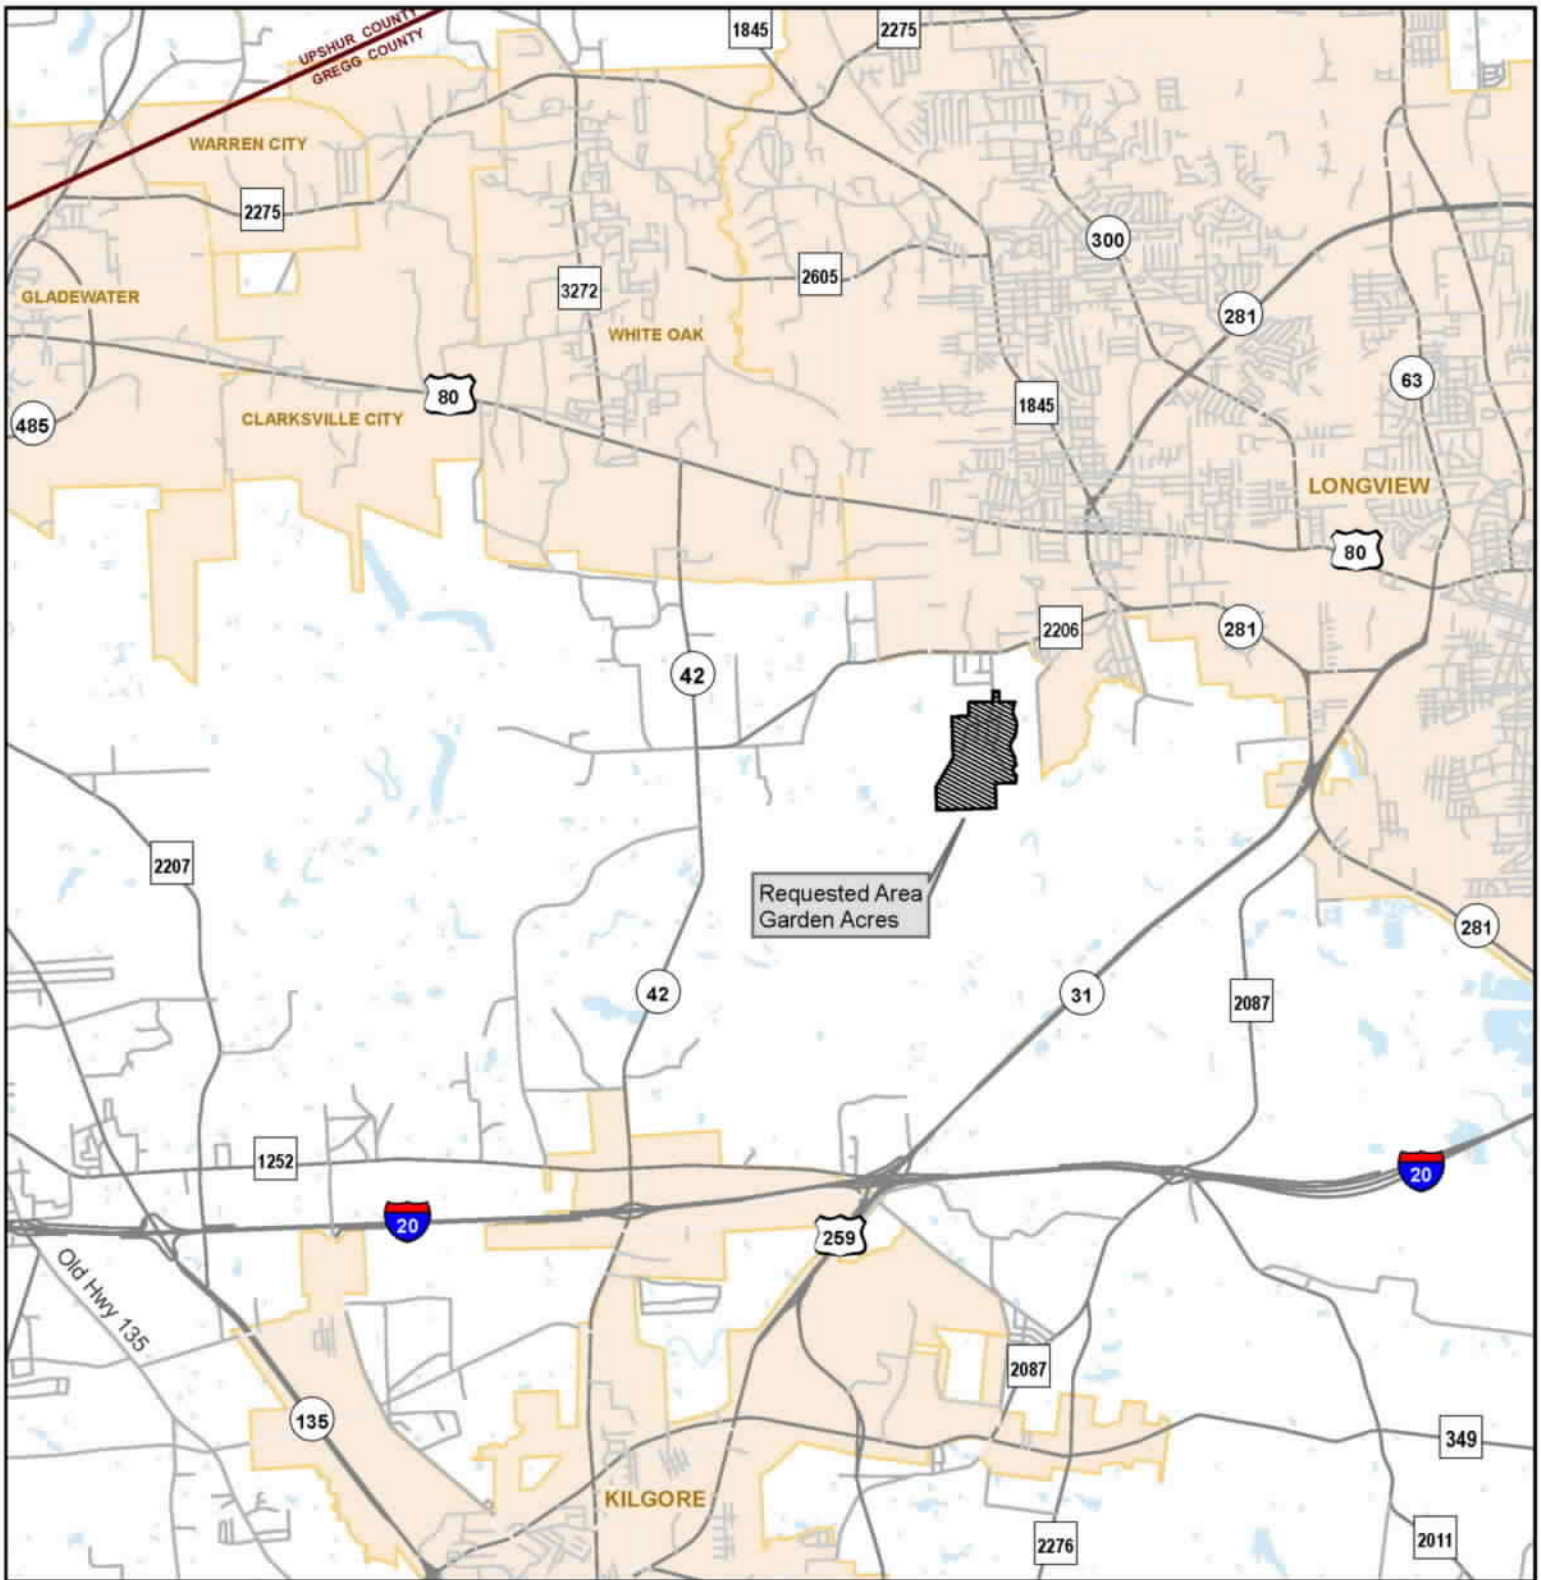 UPSHUR COUNTY
GREGG COUNTY
1845
2275
WARREN CITY
2275
300
2605
GLADEWATER
3272
281
WHITE OAK
63
80
1845
CLARKSVILLE CITY
485
LONGVIEW
80
2206
281
42
2207
Requested Area
Garden Acres
281
42
31
2087
1252
20
20
259
Old Hwy 135
2087
135
349
KILGORE
2276
2011